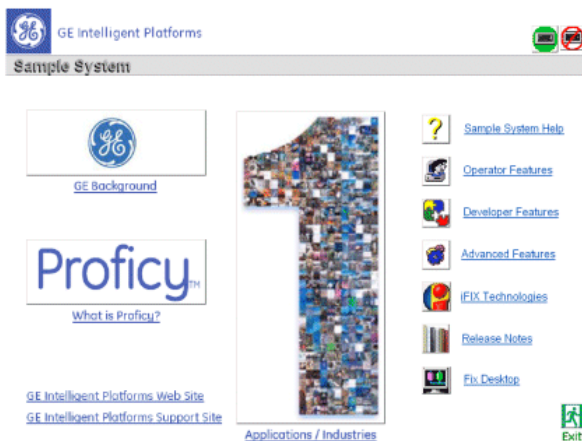 GE Intelligent Platforms
Sample System
GE Background
Proficy TM
What is Proficy?
GE Intelligent Platforms Web Site
GE Intelligent Platforms Support Site
Applications / Industries
Sample System Help
Operator Features
Developer Features
Advanced Features
iFIX Technologies
Release Notes
Fix Desktop
Exit